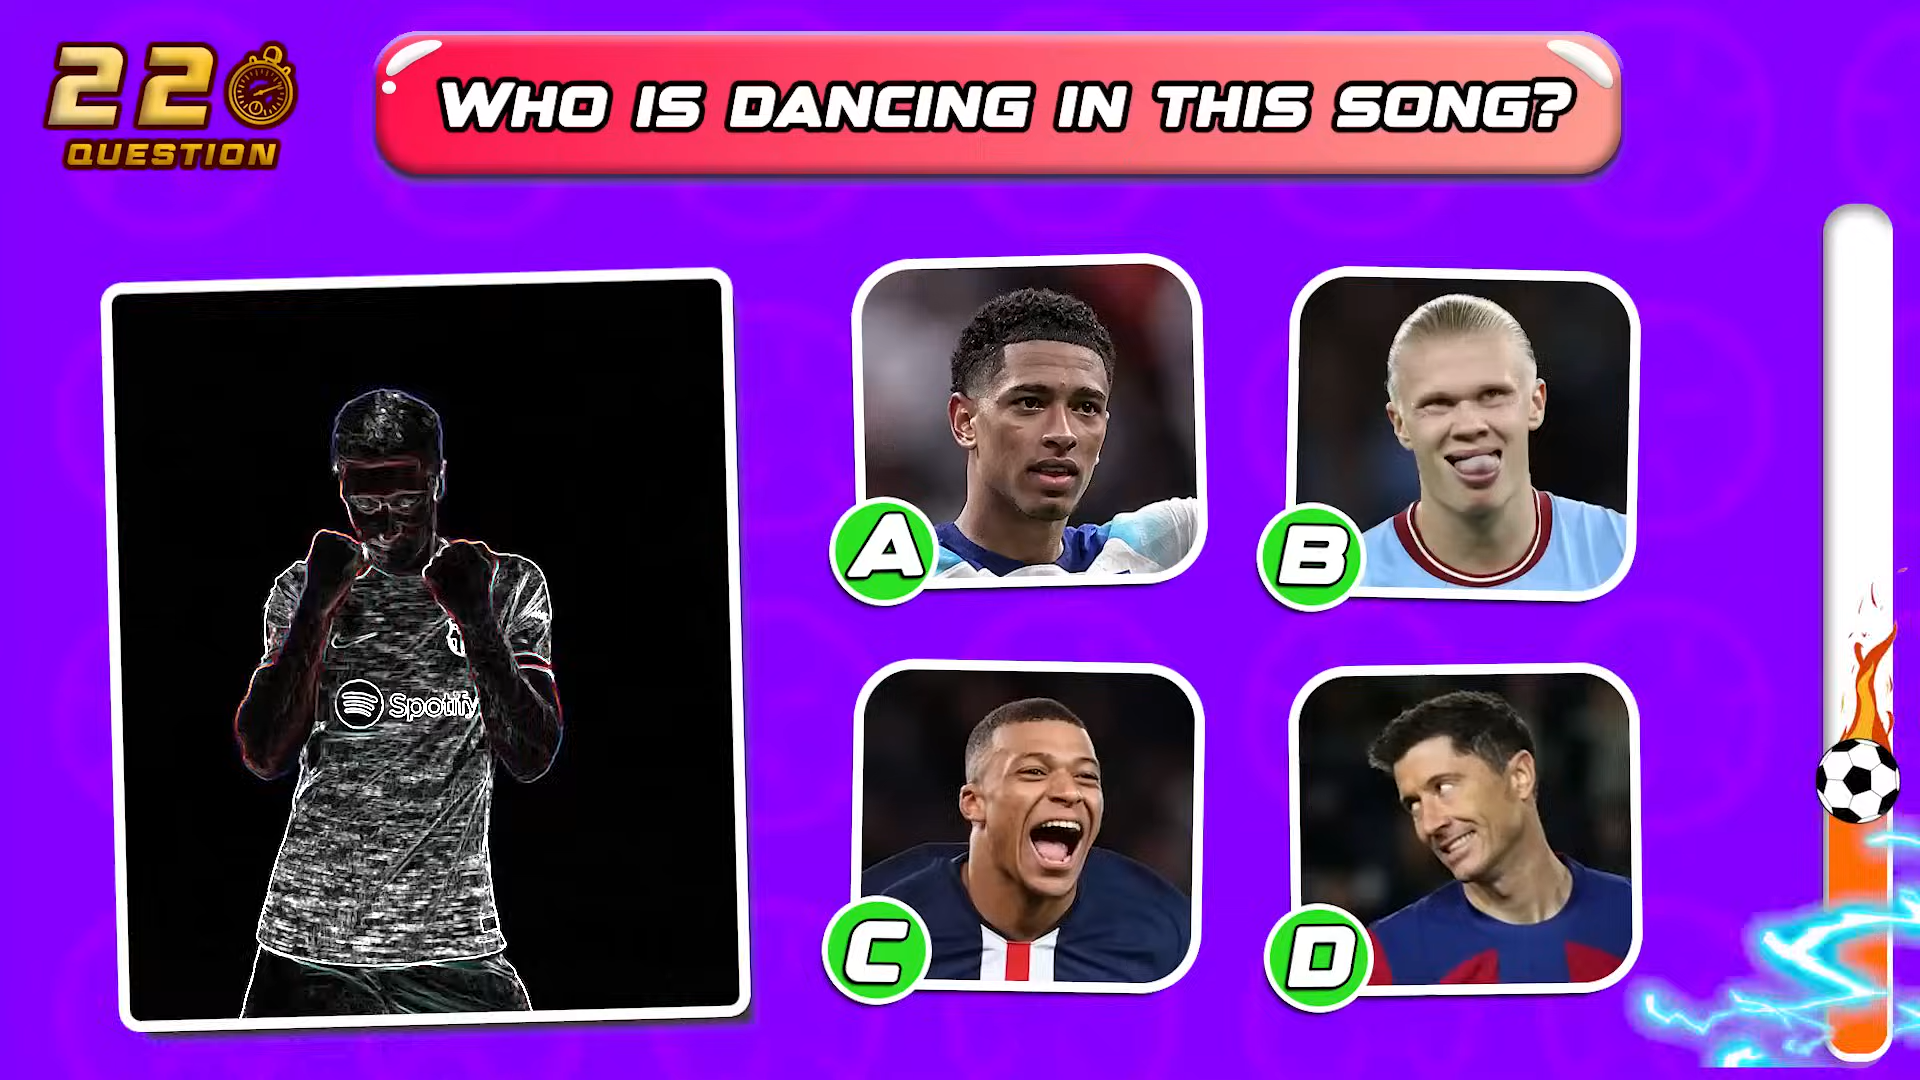 22
QUESTION
WHO IS DANCING IN THIS SONG?
Spotify
A
B
C
D